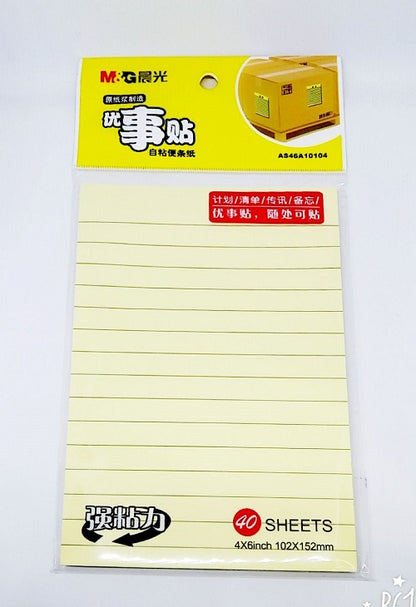 M&G晨光
原纸浆制造
优事贴
自粘便条纸
AS46A10104
计划/清单/传讯/备忘/
优事贴，随处可贴
强粘力
40 SHEETS
4X6inch 102X152mm